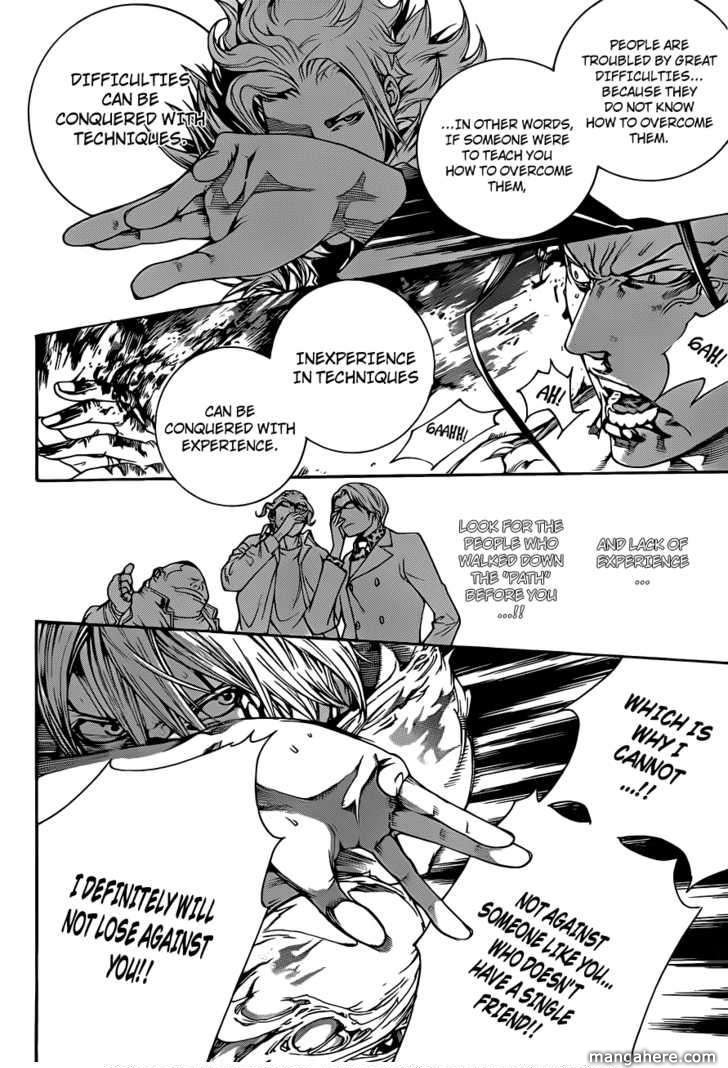 PEOPLE ARE
TROUBLED BY GREAT
DIFFICULTIES...
BECAUSE THEY
DO NOT KNOW
HOW TO OVERCOME
THEM.
...IN OTHER WORDS,
IF SOMEONE WERE
TO TEACH YOU
HOW TO OVERCOME
THEM,
DIFFICULTIES
CAN BE
CONQUERED WITH
TECHNIQUES.
GAH!
AH!
GAAHH!
INEXPERIENCE
IN TECHNIQUES
CAN BE
CONQUERED WITH
EXPERIENCE.
AND LACK OF
EXPERIENCE
...
LOOK FOR THE
PEOPLE WHO
WALKED DOWN
THE "PATH"
BEFORE YOU
...!!
WHICH IS
WHY I
CANNOT
...!!
NOT AGAINST
SOMEONE LIKE YOU...
WHO DOESN'T
HAVE A SINGLE
FRIEND!!
I DEFINITELY WILL
NOT LOSE AGAINST
YOU!!
mangahere.com